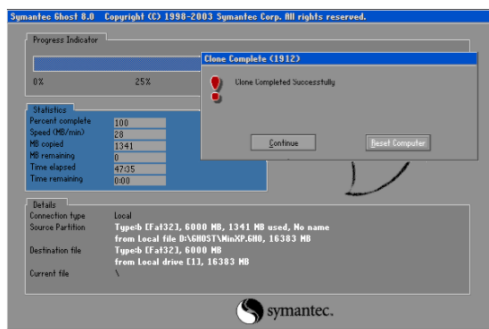 Symantec Ghost 8.0 Copyright (C) 1998-2003 Symantec Corp. All rights reserved.
Progress Indicator
0% 25%
Clone Complete (1912)
Clone Completed Successfully
Continue Reset Computer
Statistics
Percent complete 100
Speed (MB/min) 28
MB copied 1341
MB remaining 0
Time elapsed 47:35
Time remaining 0:00
Details
Connection type Local
Source Partition Type:b [Fat32], 6000 MB, 1341 MB used, No name
from Local file D:\GHOST\WinXP.GHO, 16383 MB
Destination file Type:b [Fat32], 6000 MB
from Local drive [1], 16383 MB
Current file \
symantec.